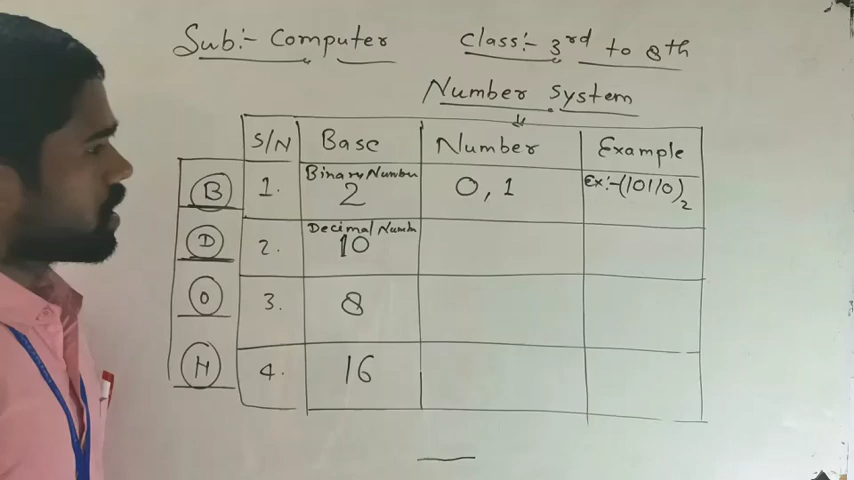 Sub:- Computer Class:- 3rd to 8th
Number System
S/N Base Number Example
B 1. Binary Number 2 0, 1 Ex:-(10110)2
D 2. Decimal Numb 10
O 3. 8
H 4. 16